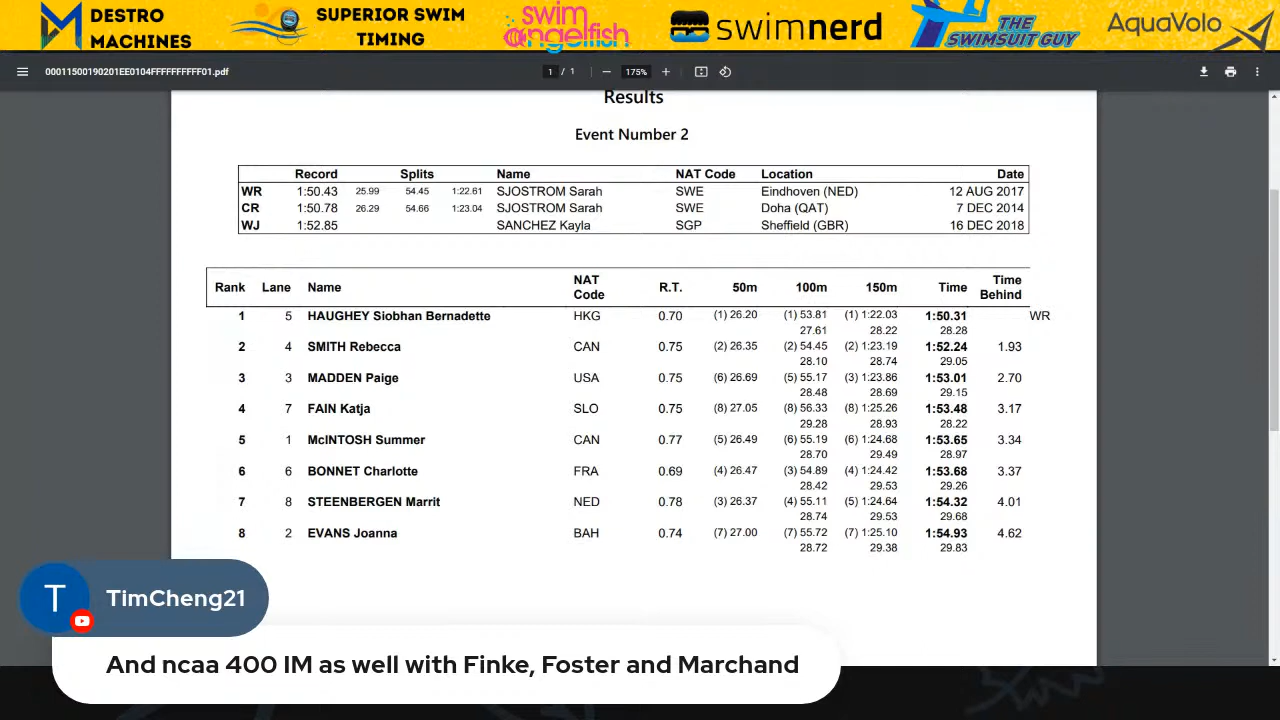 DESTRO
MACHINES
SUPERIOR SWIM
TIMING
swim
angelfish
swimnerd
THE
SWIMSUIT GUY
AquaVolo
00011500190201EE0104FFFFFFFFFF01.pdf
1 / 1
175%
Results
Event Number 2
Record Splits Name NAT Code Location Date
WR 1:50.43 25.99 54.45 1:22.61 SJOSTROM Sarah SWE Eindhoven (NED) 12 AUG 2017
CR 1:50.78 26.29 54.66 1:23.04 SJOSTROM Sarah SWE Doha (QAT) 7 DEC 2014
WJ 1:52.85 SANCHEZ Kayla SGP Sheffield (GBR) 16 DEC 2018
Rank Lane Name NAT Code R.T. 50m 100m 150m Time Time Behind
1 5 HAUGHEY Siobhan Bernadette HKG 0.70 (1) 26.20 (1) 53.81 (1) 1:22.03 1:50.31 WR
27.61 28.22 28.28
2 4 SMITH Rebecca CAN 0.75 (2) 26.35 (2) 54.45 (2) 1:23.19 1:52.24 1.93
28.10 28.74 29.05
3 3 MADDEN Paige USA 0.75 (6) 26.69 (5) 55.17 (3) 1:23.86 1:53.01 2.70
28.48 28.69 29.15
4 7 FAIN Katja SLO 0.75 (8) 27.05 (8) 56.33 (8) 1:25.26 1:53.48 3.17
29.28 28.93 28.22
5 1 McINTOSH Summer CAN 0.77 (5) 26.49 (6) 55.19 (6) 1:24.68 1:53.65 3.34
28.70 29.49 28.97
6 6 BONNET Charlotte FRA 0.69 (4) 26.47 (3) 54.89 (4) 1:24.42 1:53.68 3.37
28.42 29.53 29.26
7 8 STEENBERGEN Marrit NED 0.78 (3) 26.37 (4) 55.11 (5) 1:24.64 1:54.32 4.01
28.74 29.53 29.68
8 2 EVANS Joanna BAH 0.74 (7) 27.00 (7) 55.72 (7) 1:25.10 1:54.93 4.62
28.72 29.38 29.83
T
TimCheng21
And ncaa 400 IM as well with Finke, Foster and Marchand